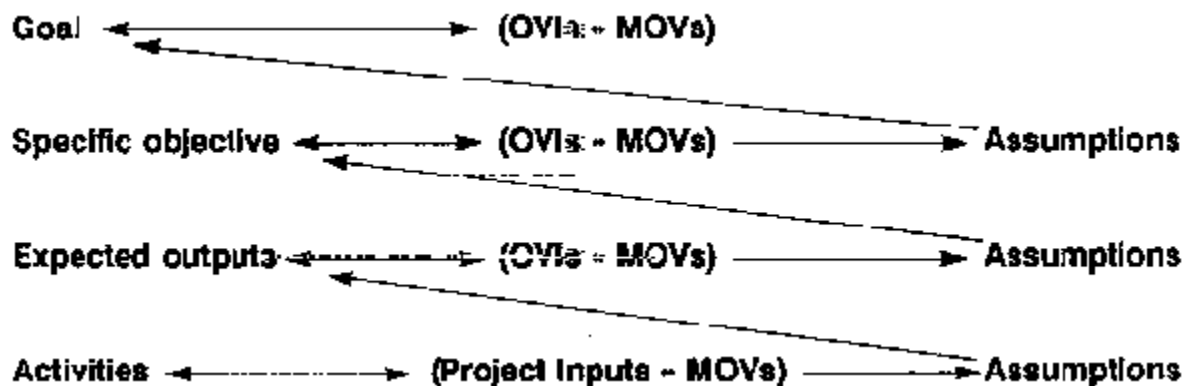 Goal (OVIs - MOVs)
Specific objective (OVIs - MOVs) Assumptions
Expected outputs (OVIs - MOVs) Assumptions
Activities (Project Inputs - MOVs) Assumptions